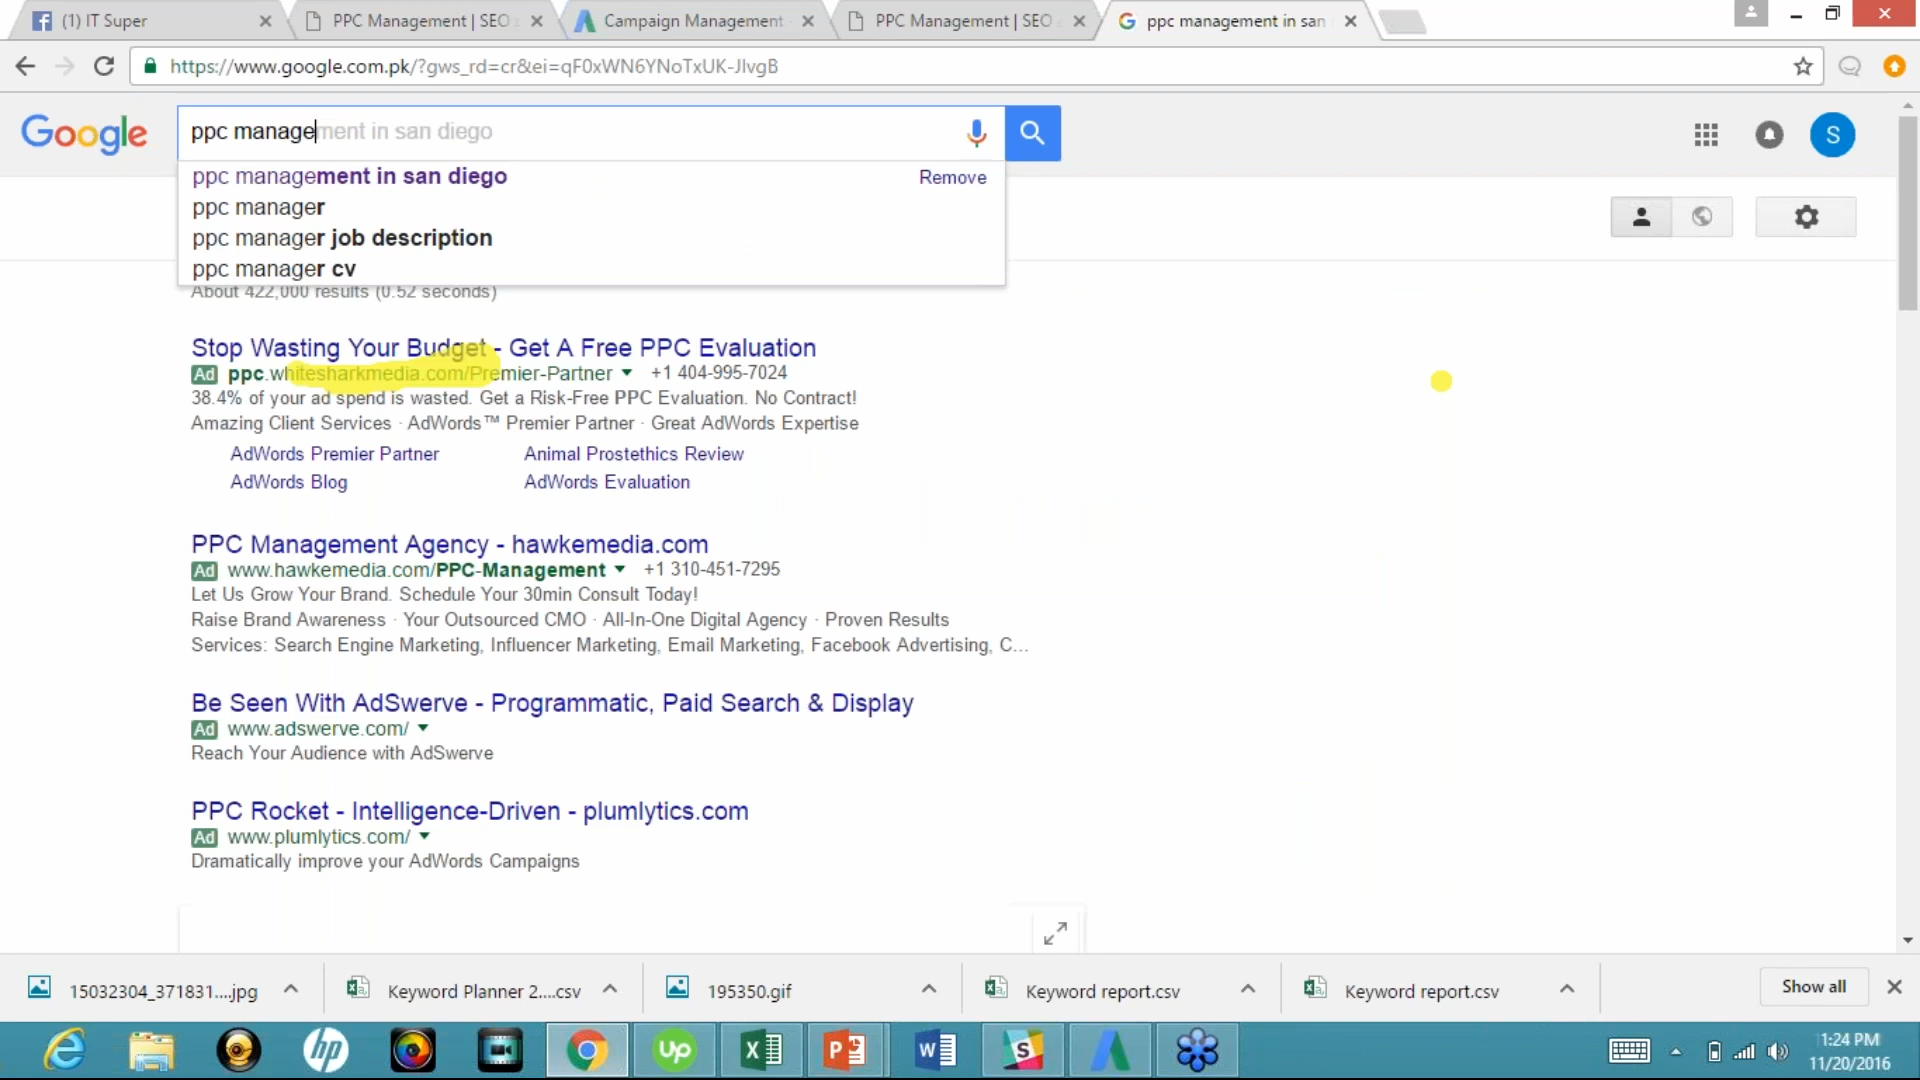 (1) IT Super
PPC Management | SEO
Campaign Management
PPC Management | SEO
ppc management in san
https://www.google.com.pk/?gws_rd=cr&ei=qF0xWN6YNoTxUK-JIvgB
Google
ppc management in san diego
S
ppc management in san diego
Remove
ppc manager
ppc manager job description
ppc manager cv
About 422,000 results (0.52 seconds)
Stop Wasting Your Budget - Get A Free PPC Evaluation
Ad ppc.whitesharkmedia.com/Premier-Partner +1 404-995-7024
38.4% of your ad spend is wasted. Get a Risk-Free PPC Evaluation. No Contract!
Amazing Client Services · AdWords™ Premier Partner · Great AdWords Expertise
AdWords Premier Partner
Animal Prostethics Review
AdWords Blog
AdWords Evaluation
PPC Management Agency - hawkemedia.com
Ad www.hawkemedia.com/PPC-Management +1 310-451-7295
Let Us Grow Your Brand. Schedule Your 30min Consult Today!
Raise Brand Awareness · Your Outsourced CMO · All-In-One Digital Agency · Proven Results
Services: Search Engine Marketing, Influencer Marketing, Email Marketing, Facebook Advertising, C...
Be Seen With AdSwerve - Programmatic, Paid Search & Display
Ad www.adswerve.com/
Reach Your Audience with AdSwerve
PPC Rocket - Intelligence-Driven - plumlytics.com
Ad www.plumlytics.com/
Dramatically improve your AdWords Campaigns
15032304_371831....jpg
Keyword Planner 2....csv
195350.gif
Keyword report.csv
Keyword report.csv
Show all
1:24 PM
11/20/2016